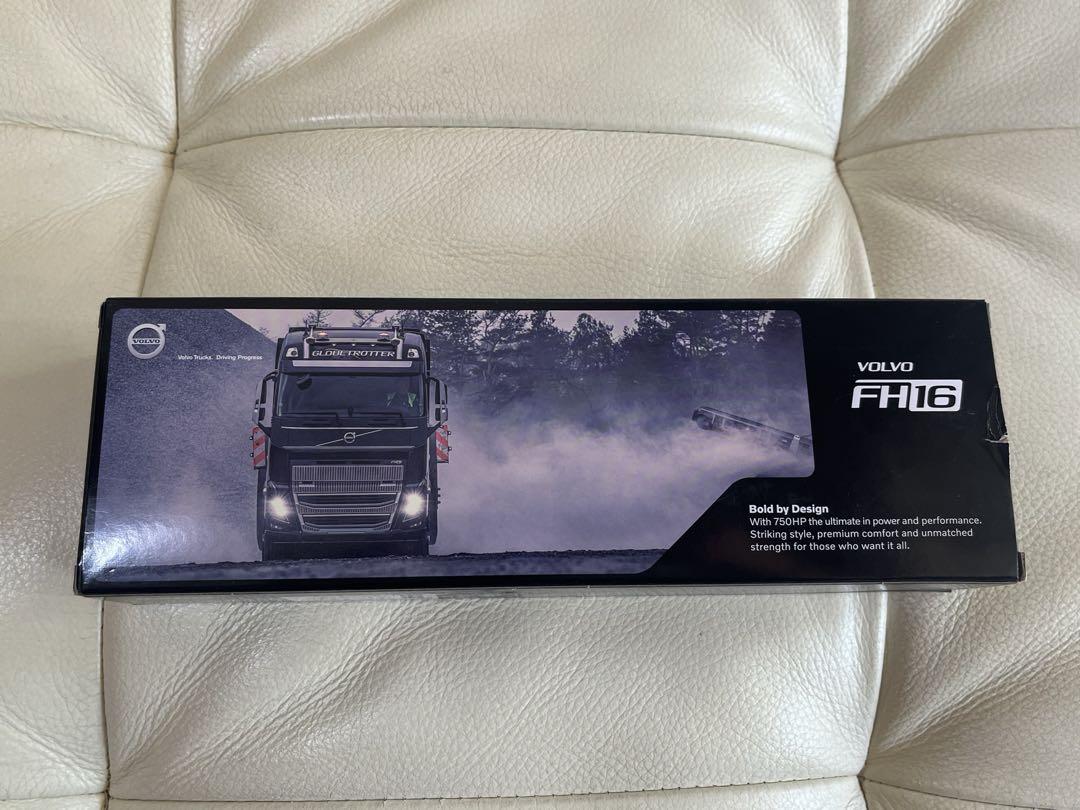 VOLVO
Volvo Trucks. Driving Progress
GLOBETROTTER
VOLVO
FH16
Bold by Design
With 750HP the ultimate in power and performance.
Striking style, premium comfort and unmatched
strength for those who want it all.